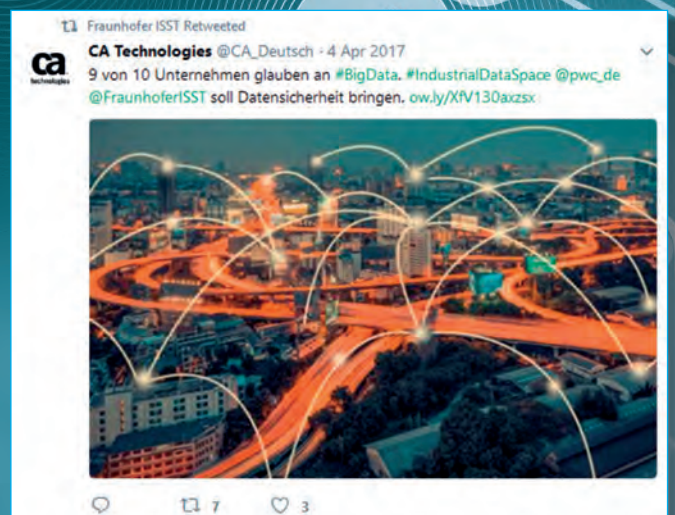 Fraunhofer ISST Retweeted
ca
technologies
CA Technologies @CA_Deutsch · 4 Apr 2017
9 von 10 Unternehmen glauben an #BigData. #IndustrialDataSpace @pwc_de
@FraunhoferISST soll Datensicherheit bringen. ow.ly/XfV130axzsx
7 3